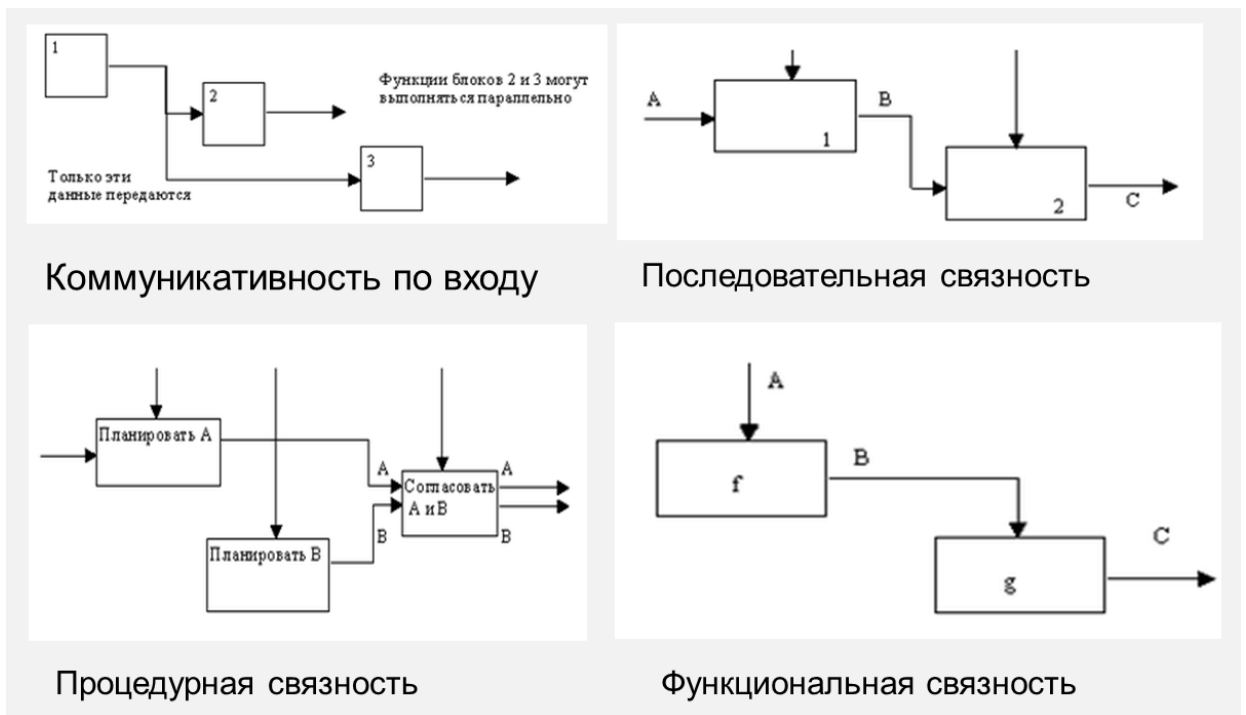 1
2
3
Функции блоков 2 и 3 могут
выполняться параллельно
Только эти
данные передаются
Коммуникативность по входу
A
B
1
2
C
Последовательная связность
Планировать A
A
A
Согласовать
A и B
Планировать B
B
B
Процедурная связность
A
f
B
g
C
Функциональная связность